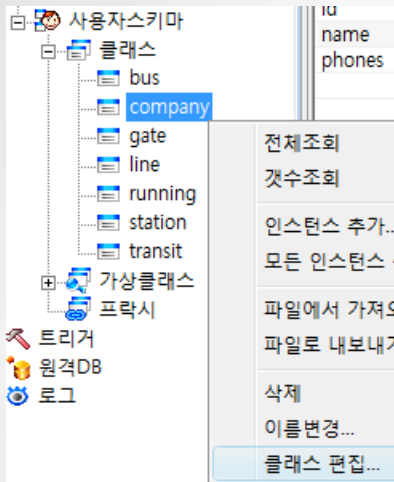 사용자스키마
클래스
bus
company
gate
line
running
station
transit
가상클래스
프락시
트리거
원격DB
로그
id
name
phones
전체조회
갯수조회
인스턴스 추가..
모든 인스턴스
파일에서 가져오
파일로 내보내기
삭제
이름변경...
클래스 편집...